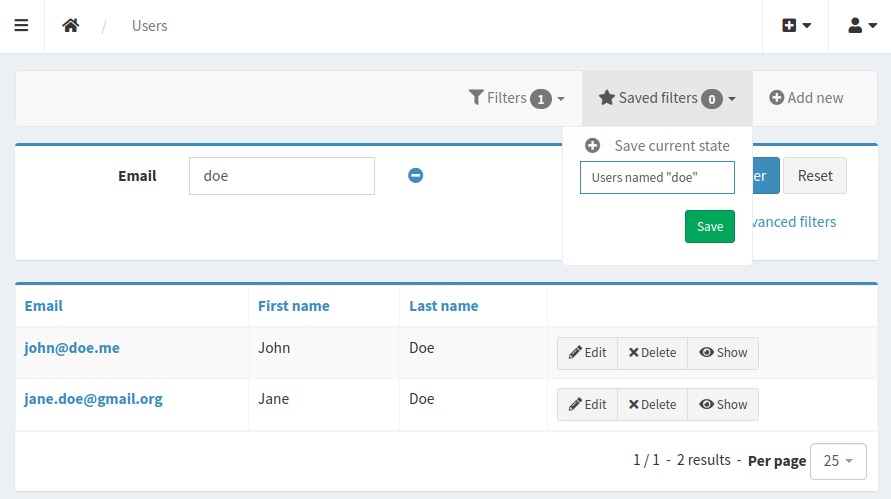 / Users
Filters 1 Saved filters 0 Add new
Save current state
Email doe Users named "doe" er Reset
Save vanced filters
Email First name Last name
john@doe.me John Doe Edit Delete Show
jane.doe@gmail.org Jane Doe Edit Delete Show
1 / 1 - 2 results - Per page 25